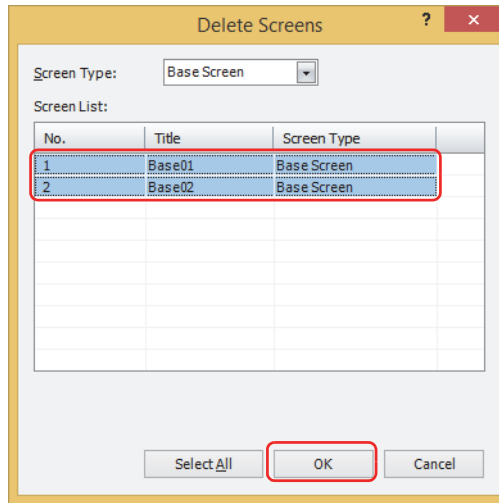 Delete Screens ? ×
Screen Type: Base Screen
Screen List:
No. Title Screen Type
1 Base01 Base Screen
2 Base02 Base Screen
Select All OK Cancel